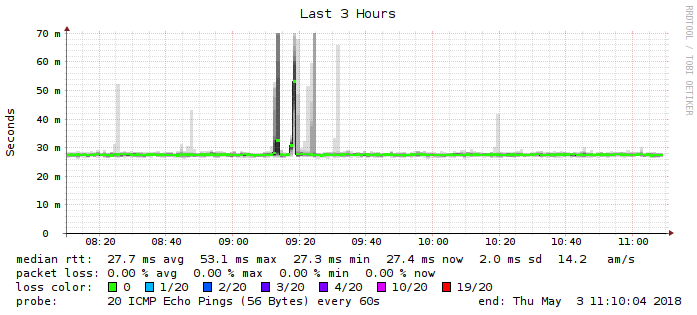 Last 3 Hours
RRDTOOL / TOBI OETIKER
Seconds
70 m
60 m
50 m
40 m
30 m
20 m
10 m
0
08:20 08:40 09:00 09:20 09:40 10:00 10:20 10:40 11:00
median rtt: 27.7 ms avg 53.1 ms max 27.3 ms min 27.4 ms now 2.0 ms sd 14.2 am/s
packet loss: 0.00 % avg 0.00 % max 0.00 % min 0.00 % now
loss color: 0 1/20 2/20 3/20 4/20 10/20 19/20
probe: 20 ICMP Echo Pings (56 Bytes) every 60s end: Thu May 3 11:10:04 2018